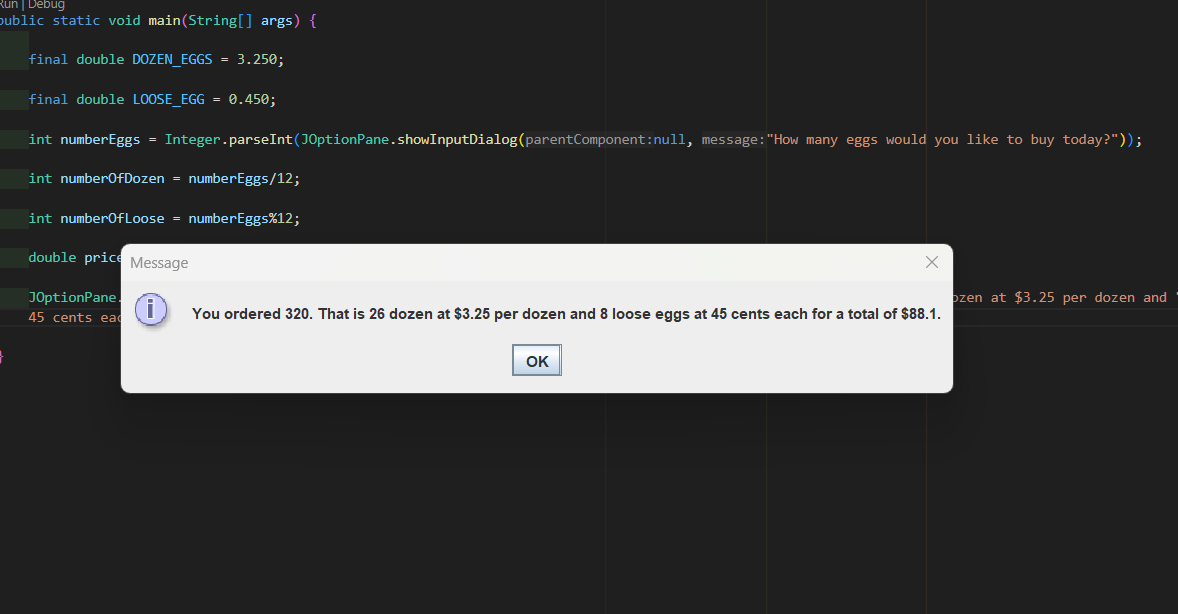 Run | Debug
public static void main(String[] args) {
final double DOZEN_EGGS = 3.250;
final double LOOSE_EGG = 0.450;
int numberEggs = Integer.parseInt(JOptionPane.showInputDialog(parentComponent:null, message:"How many eggs would you like to buy today?"));
int numberOfDozen = numberEggs/12;
int numberOfLoose = numberEggs%12;
double price
Message
JOptionPane. ozen at $3.25 per dozen and "
You ordered 320. That is 26 dozen at $3.25 per dozen and 8 loose eggs at 45 cents each for a total of $88.1.
45 cents eac
OK
}